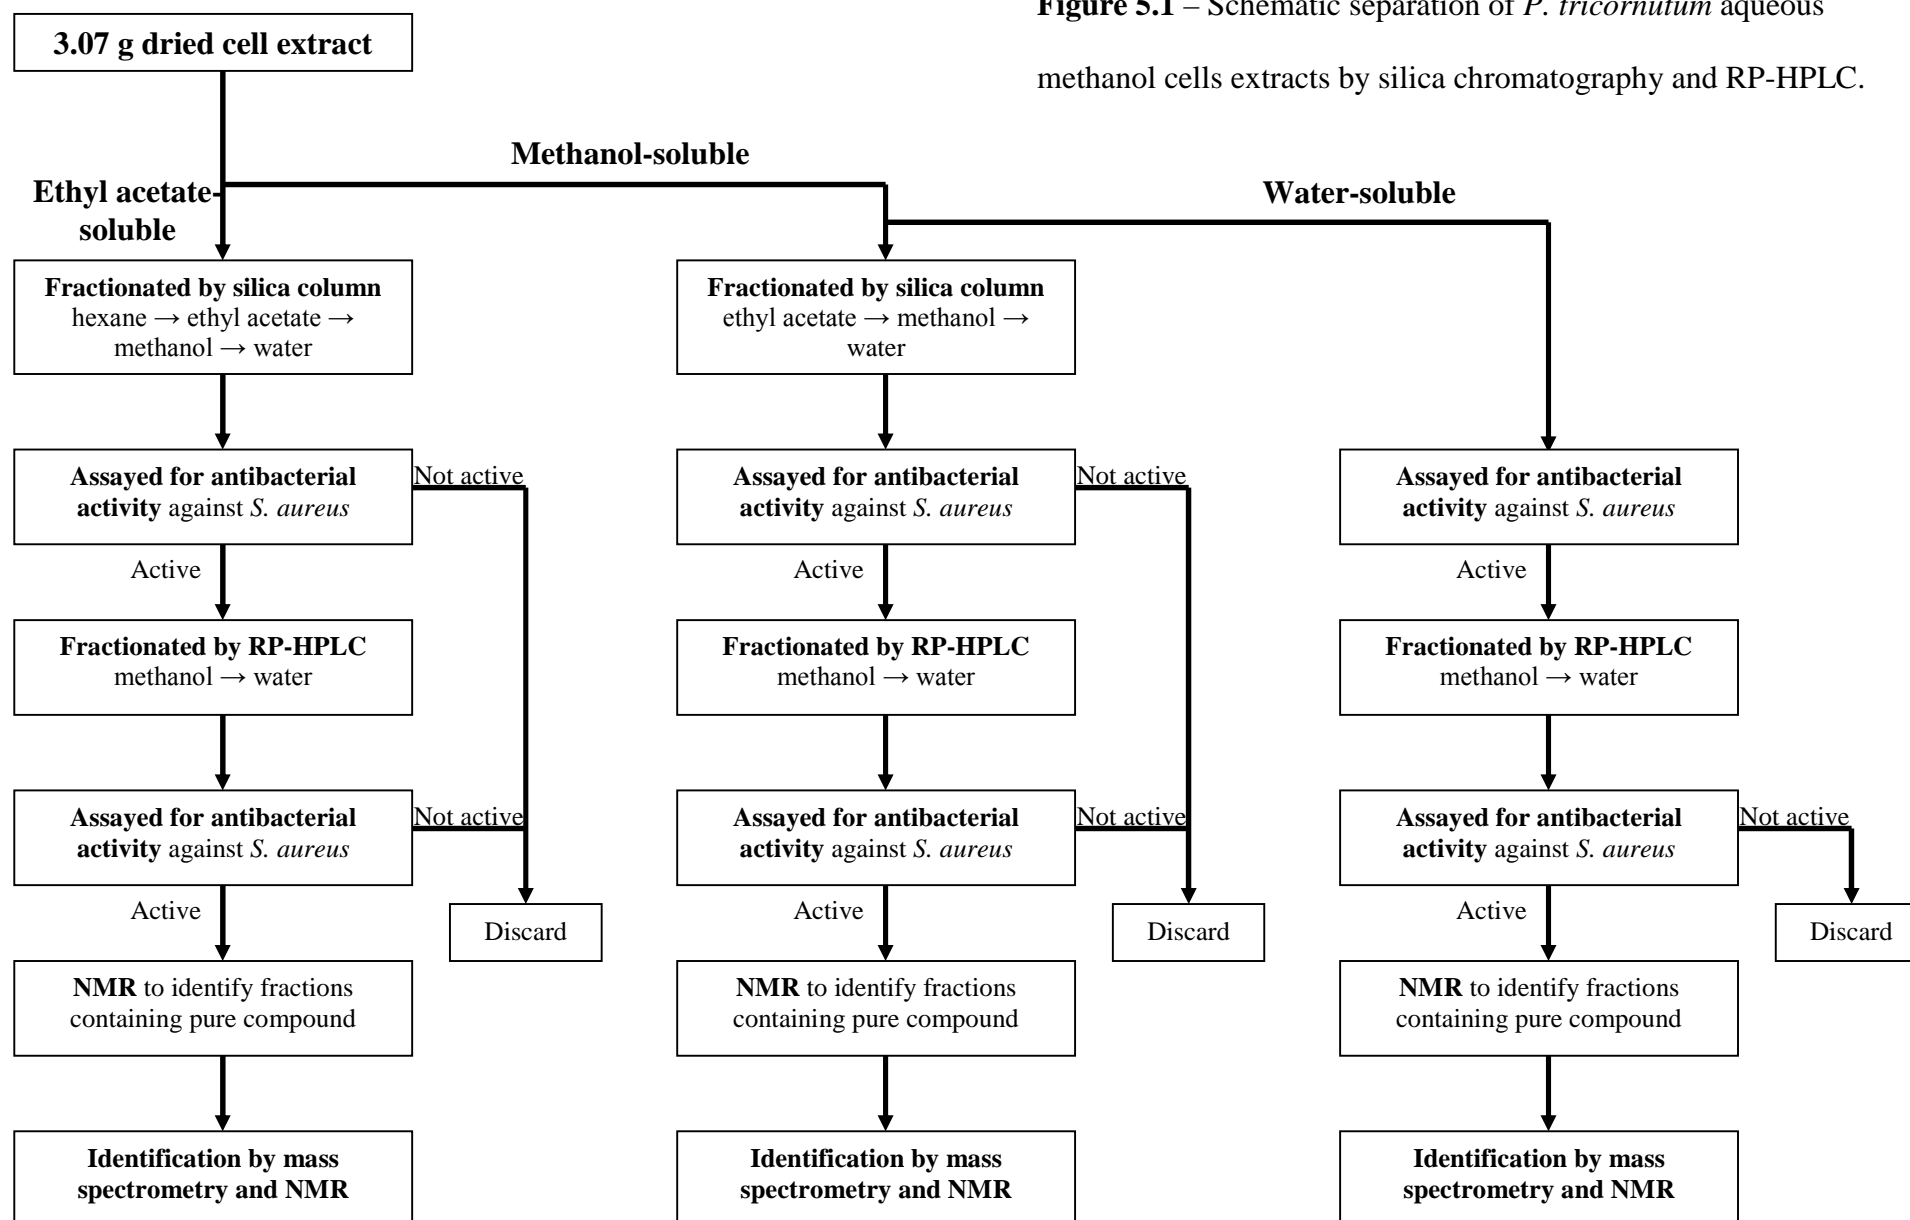 Figure 5.1 – Schematic separation of P. tricornutum aqueous
methanol cells extracts by silica chromatography and RP-HPLC.
3.07 g dried cell extract
Methanol-soluble
Ethyl acetate-
soluble
Water-soluble
Fractionated by silica column
hexane → ethyl acetate →
methanol → water
Fractionated by silica column
ethyl acetate → methanol →
water
Assayed for antibacterial
activity against S. aureus
Not active
Assayed for antibacterial
activity against S. aureus
Not active
Assayed for antibacterial
activity against S. aureus
Active
Active
Active
Fractionated by RP-HPLC
methanol → water
Fractionated by RP-HPLC
methanol → water
Fractionated by RP-HPLC
methanol → water
Assayed for antibacterial
activity against S. aureus
Not active
Assayed for antibacterial
activity against S. aureus
Not active
Assayed for antibacterial
activity against S. aureus
Not active
Active
Discard
Active
Discard
Active
Discard
NMR to identify fractions
containing pure compound
NMR to identify fractions
containing pure compound
NMR to identify fractions
containing pure compound
Identification by mass
spectrometry and NMR
Identification by mass
spectrometry and NMR
Identification by mass
spectrometry and NMR